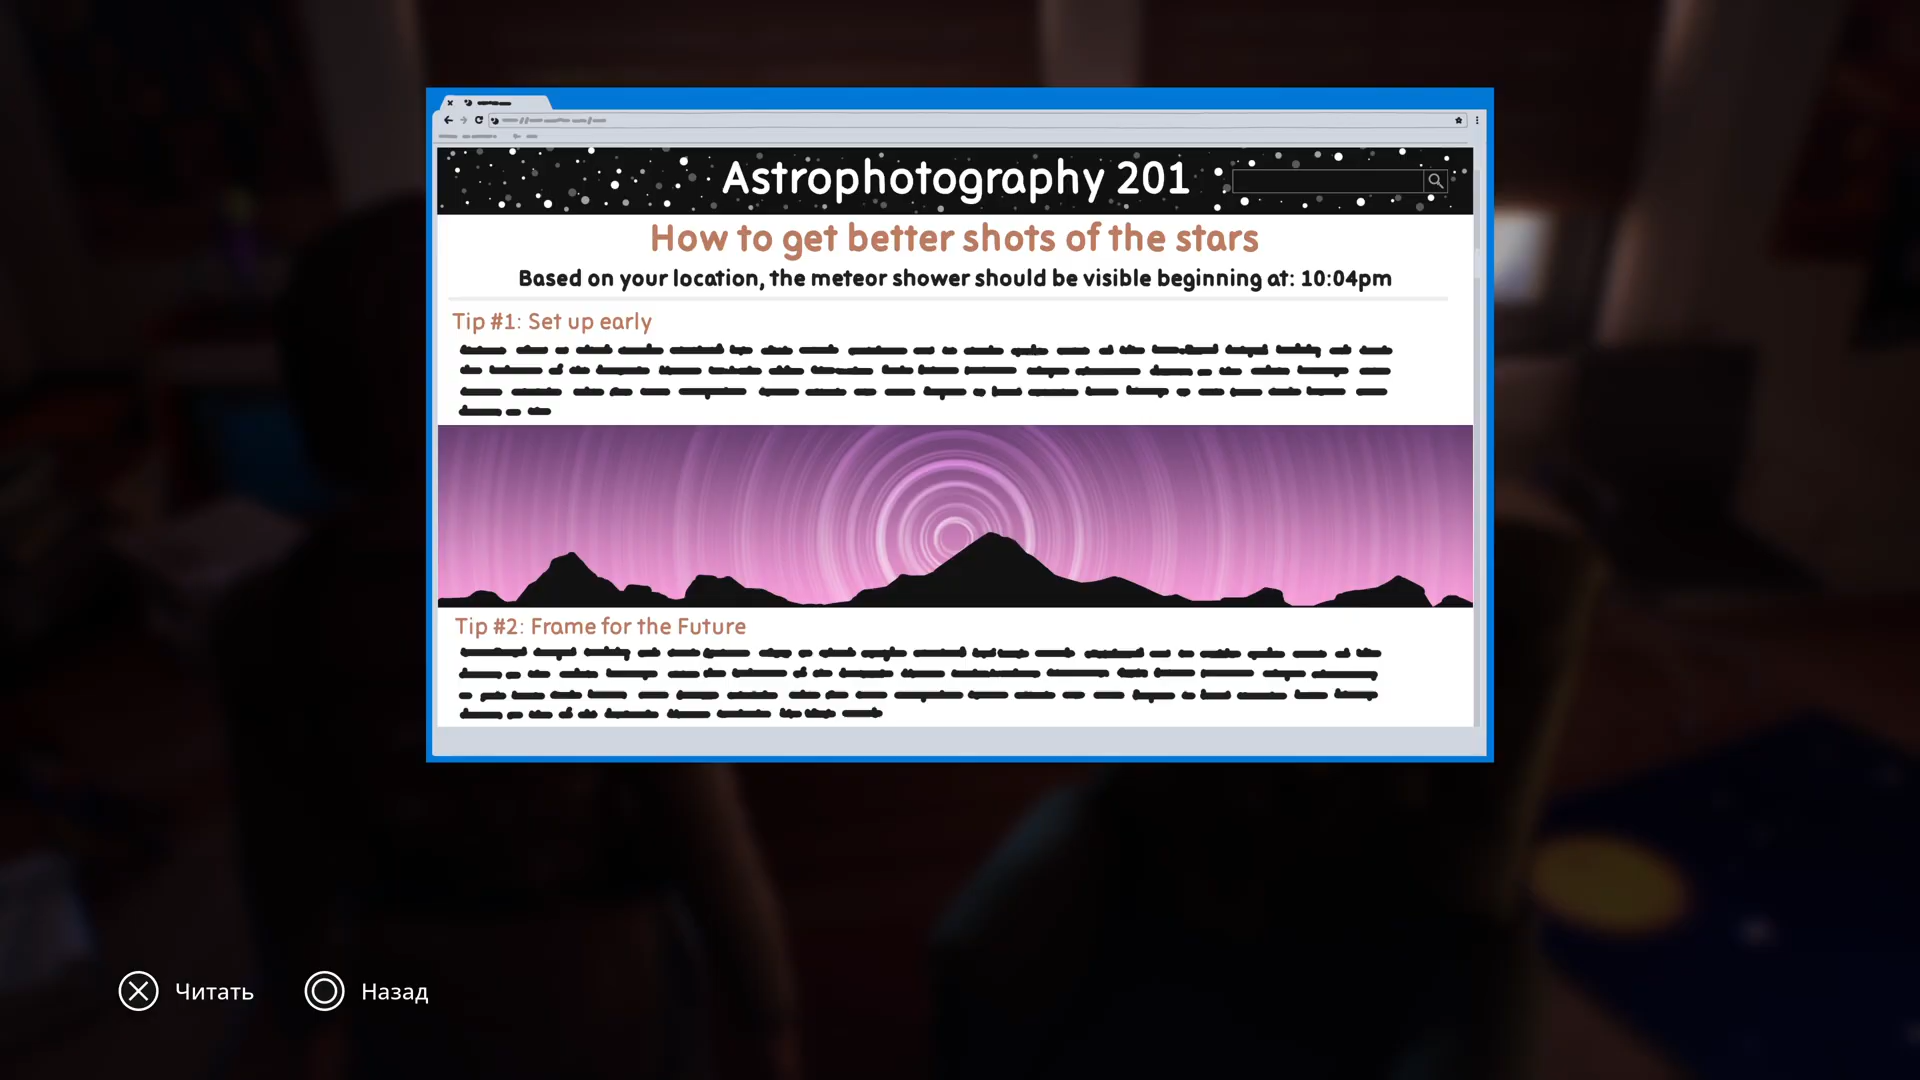 Astrophotography 201
How to get better shots of the stars
Based on your location, the meteor shower should be visible beginning at: 10:04pm
Tip #1: Set up early
Tip #2: Frame for the Future
Читать
Назад